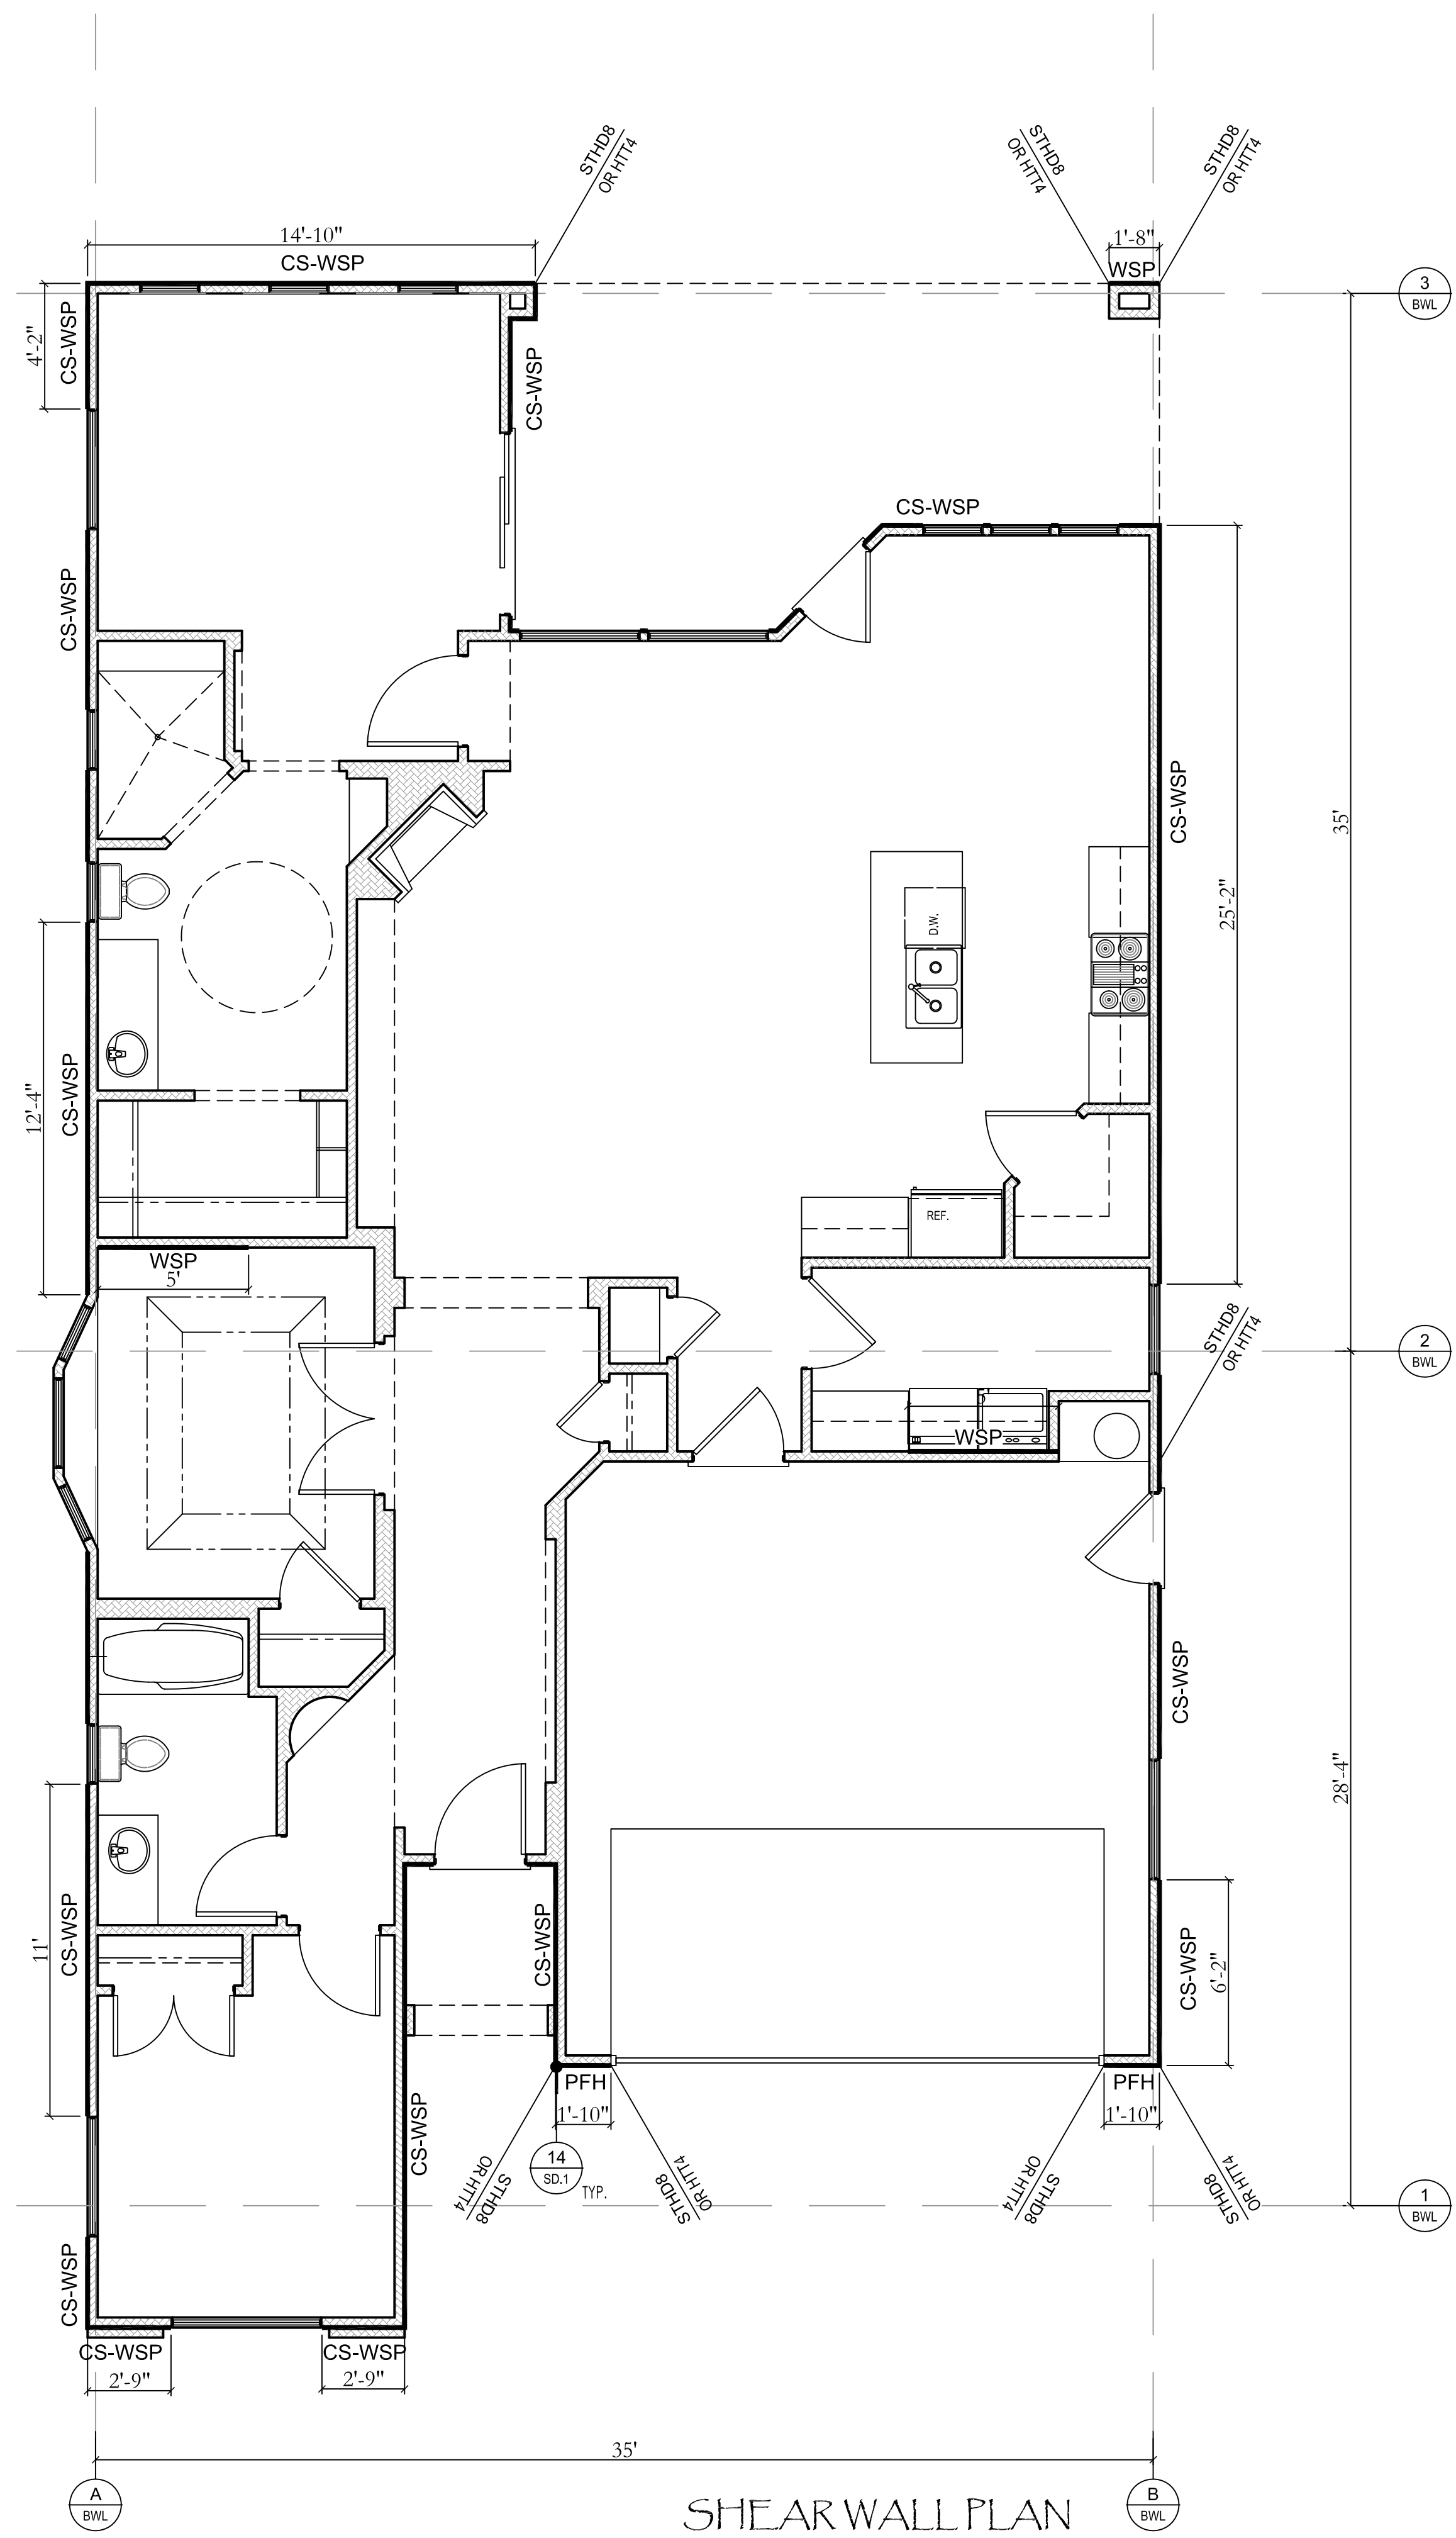 STHD8
OR HTT4
STHD8
OR HTT4
STHD8
OR HTT4
14'-10"
CS-WSP
1'-8"
WSP
3
BWL
4'-2"
CS-WSP
CS-WSP
CS-WSP
CS-WSP
CS-WSP
35'
25'-2"
D.W.
12'-4"
CS-WSP
REF.
WSP
5'
STHD8
OR HTT4
2
BWL
WSP
CS-WSP
28'-4"
11'
CS-WSP
CS-WSP
CS-WSP
6'-2"
PFH
PFH
1'-10"
1'-10"
CS-WSP
14
SD.1
TYP.
STHD8
OR HTT4
STHD8
OR HTT4
STHD8
OR HTT4
STHD8
OR HTT4
1
BWL
CS-WSP
CS-WSP
CS-WSP
2'-9"
2'-9"
35'
A
BWL
B
BWL
SHEAR WALL PLAN